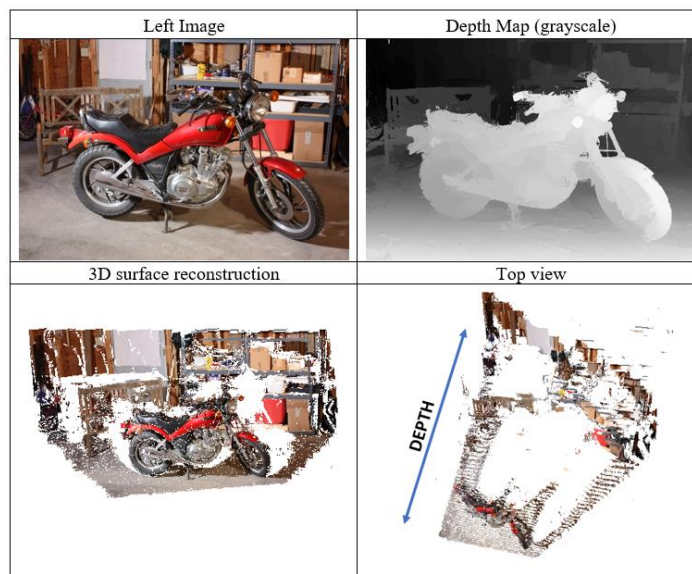 Left Image
Depth Map (grayscale)
3D surface reconstruction
Top view
DEPTH